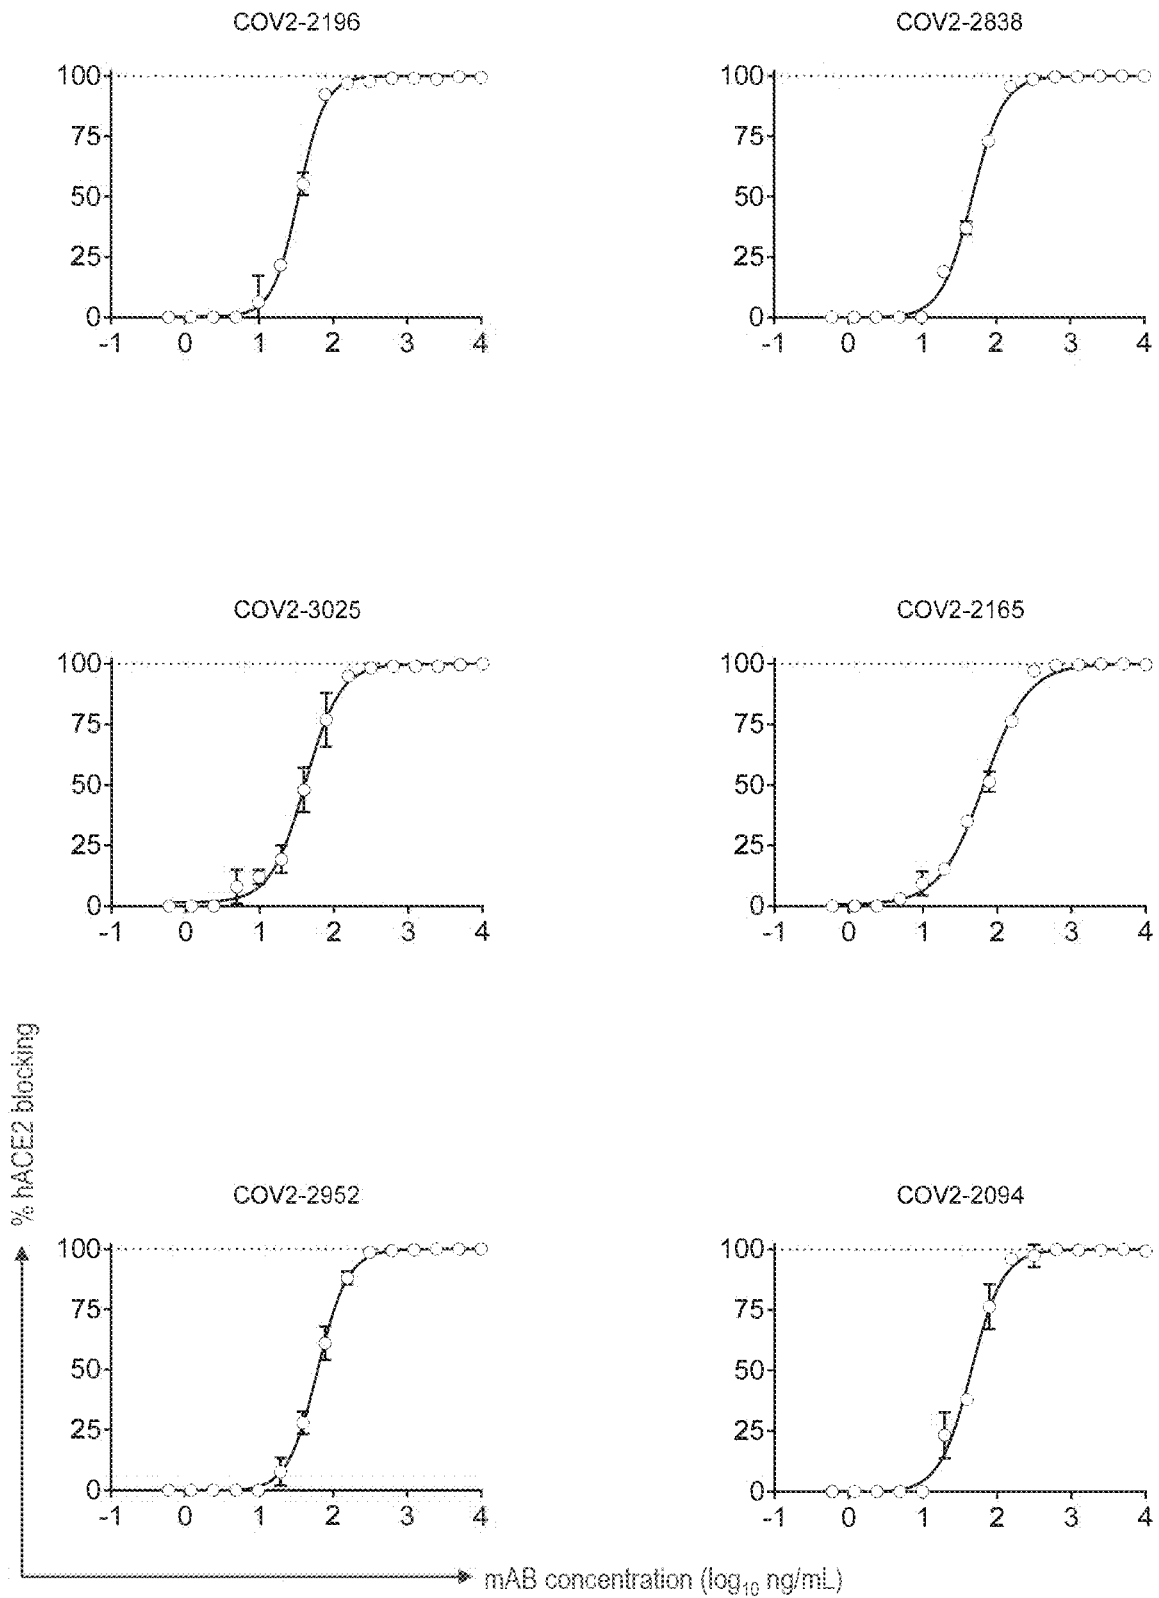 COV2-2196
COV2-2838
100
75
50
25
0
-1 0 1 2 3 4
100
75
50
25
0
-1 0 1 2 3 4
COV2-3025
COV2-2165
100
75
50
25
0
-1 0 1 2 3 4
100
75
50
25
0
-1 0 1 2 3 4
% hACE2 blocking
COV2-2952
COV2-2094
100
75
50
25
0
-1 0 1 2 3 4
100
75
50
25
0
-1 0 1 2 3 4
mAB concentration (log₁₀ ng/mL)